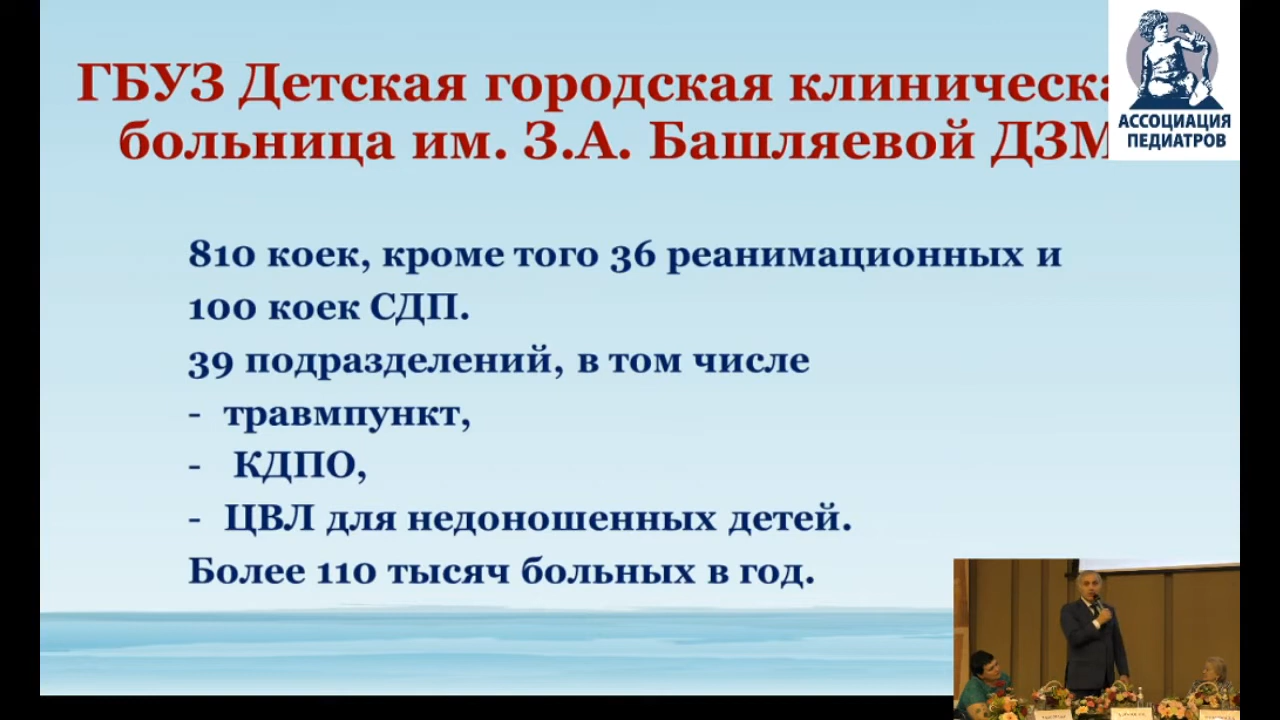 ГБУЗ Детская городская клиническа
больница им. З.А. Башляевой ДЗМ
АССОЦИАЦИЯ
ПЕДИАТРОВ
810 коек, кроме того 36 реанимационных и
100 коек СДП.
39 подразделений, в том числе
- травмпункт,
- КДПО,
- ЦВЛ для недоношенных детей.
Более 110 тысяч больных в год.